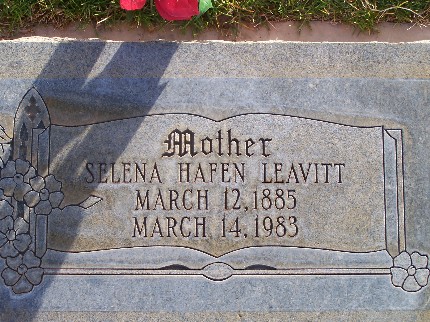 Mother
SELENA HAFEN LEAVITT
MARCH 12, 1885
MARCH 14, 1983